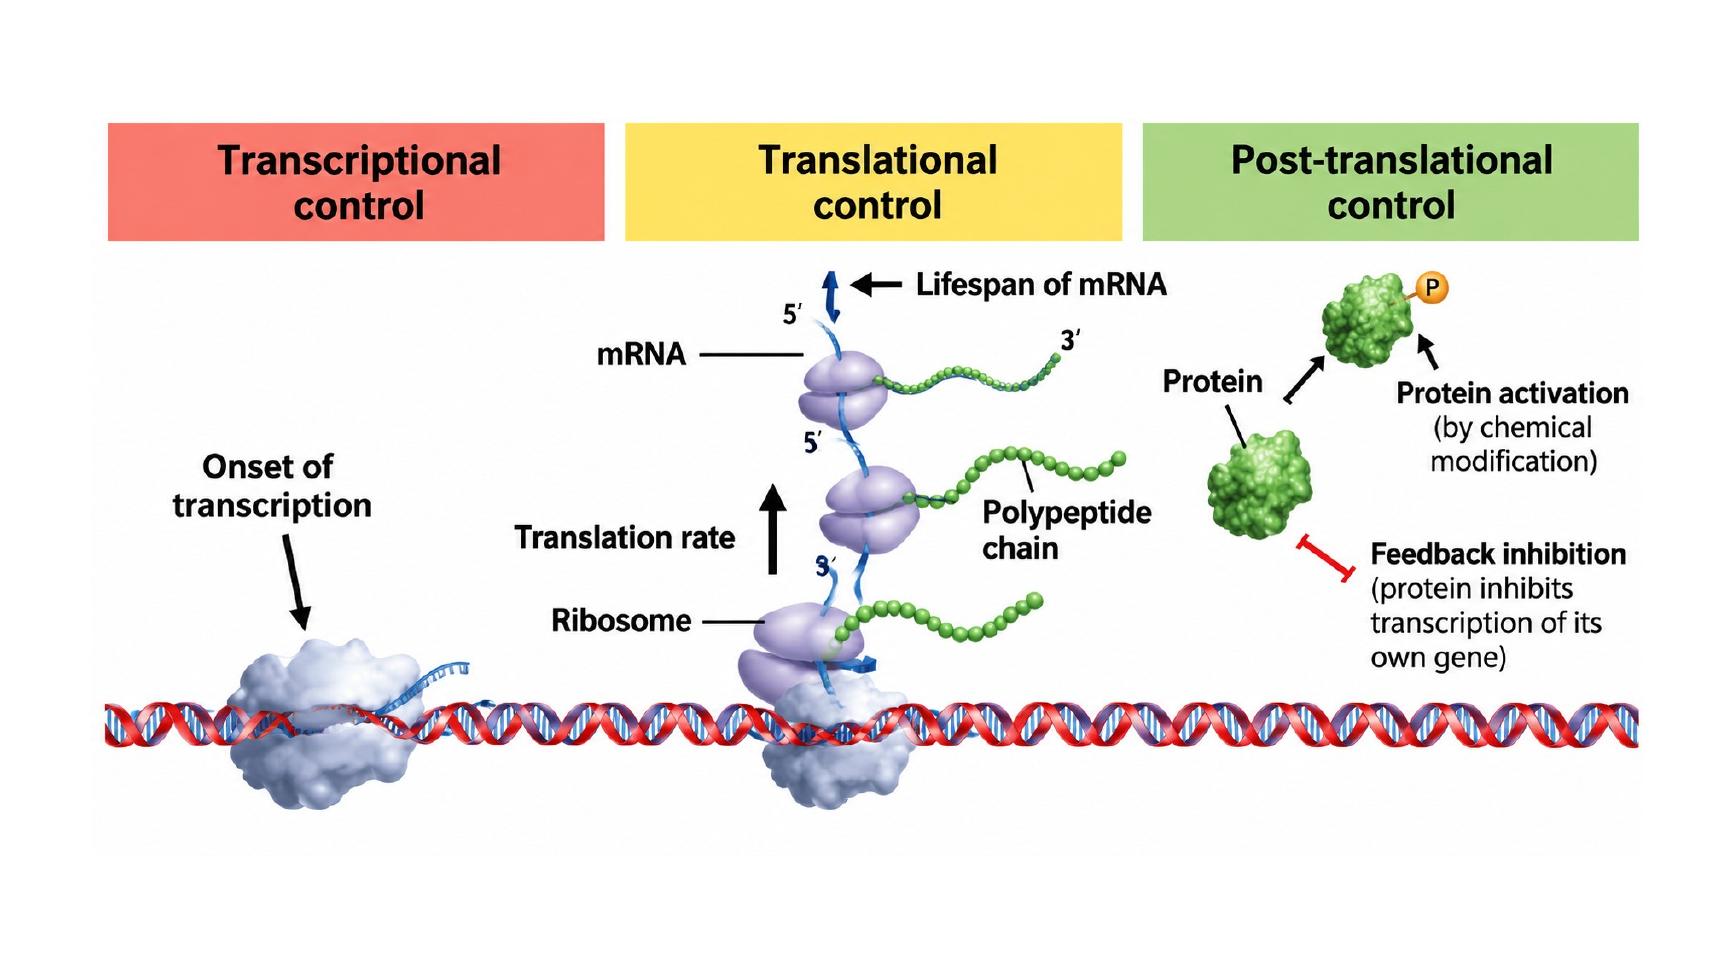 Transcriptional
control
Translational
control
Post-translational
control
Lifespan of mRNA
5′
mRNA
3′
5′
Polypeptide
chain
Translation rate
3′
Ribosome
Onset of
transcription
P
Protein
Protein activation
(by chemical
modification)
Feedback inhibition
(protein inhibits
transcription of its
own gene)